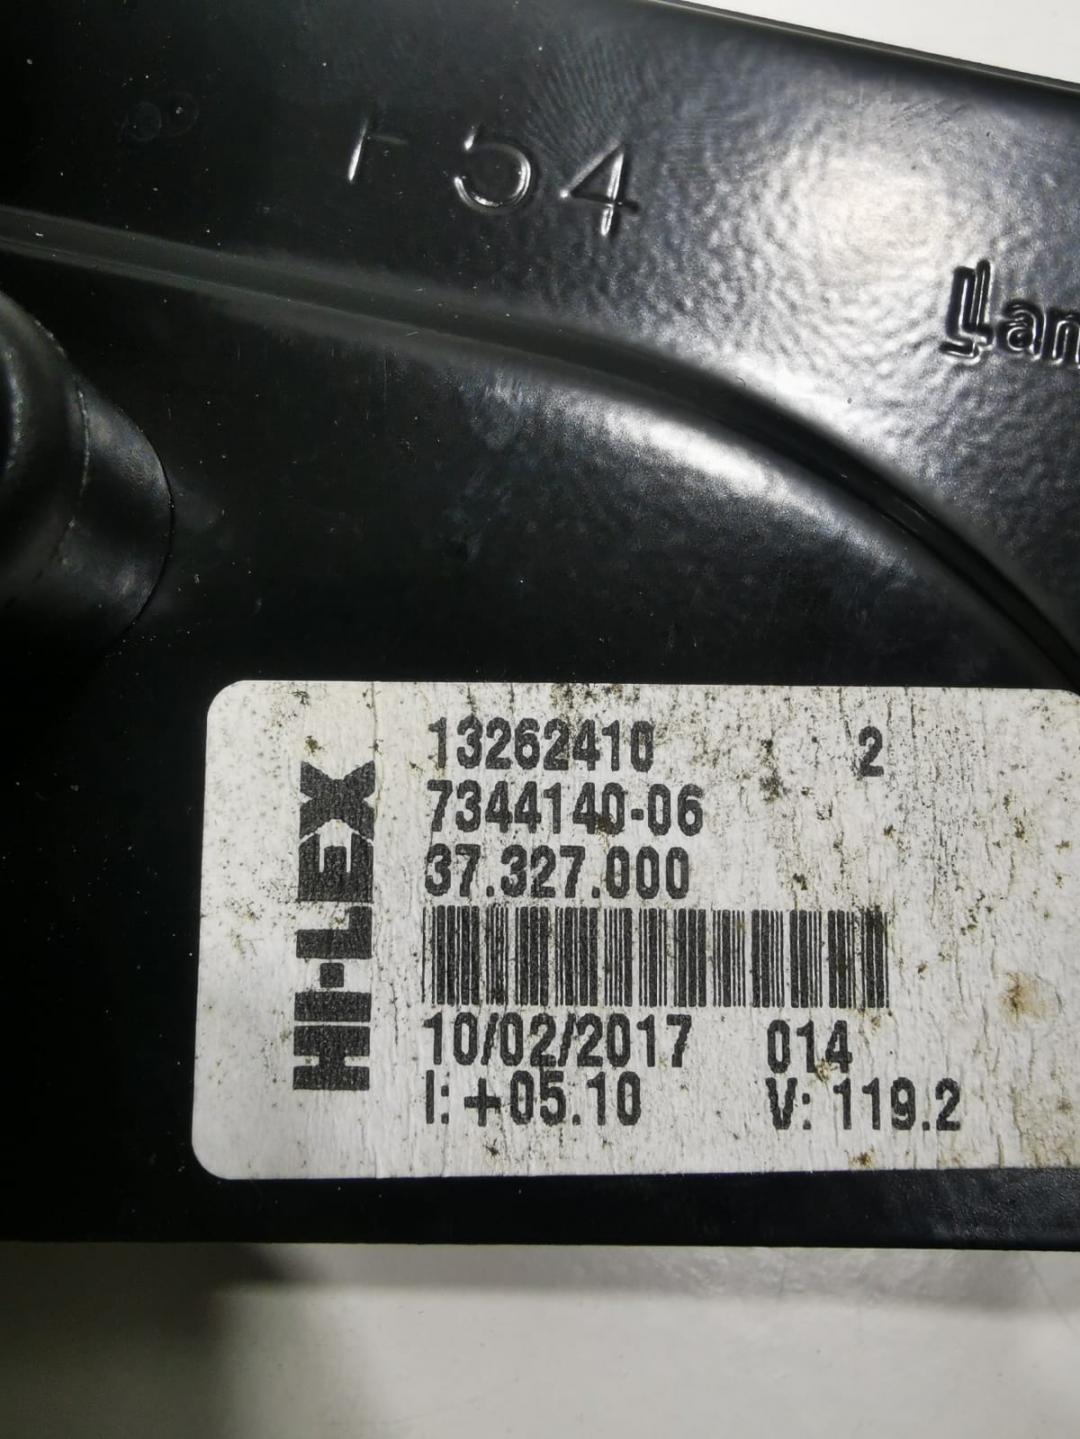 F54
HI-LEX
13262410 2
7344140-06
37.327.000
10/02/2017 014
I: +05.10 V: 119.2